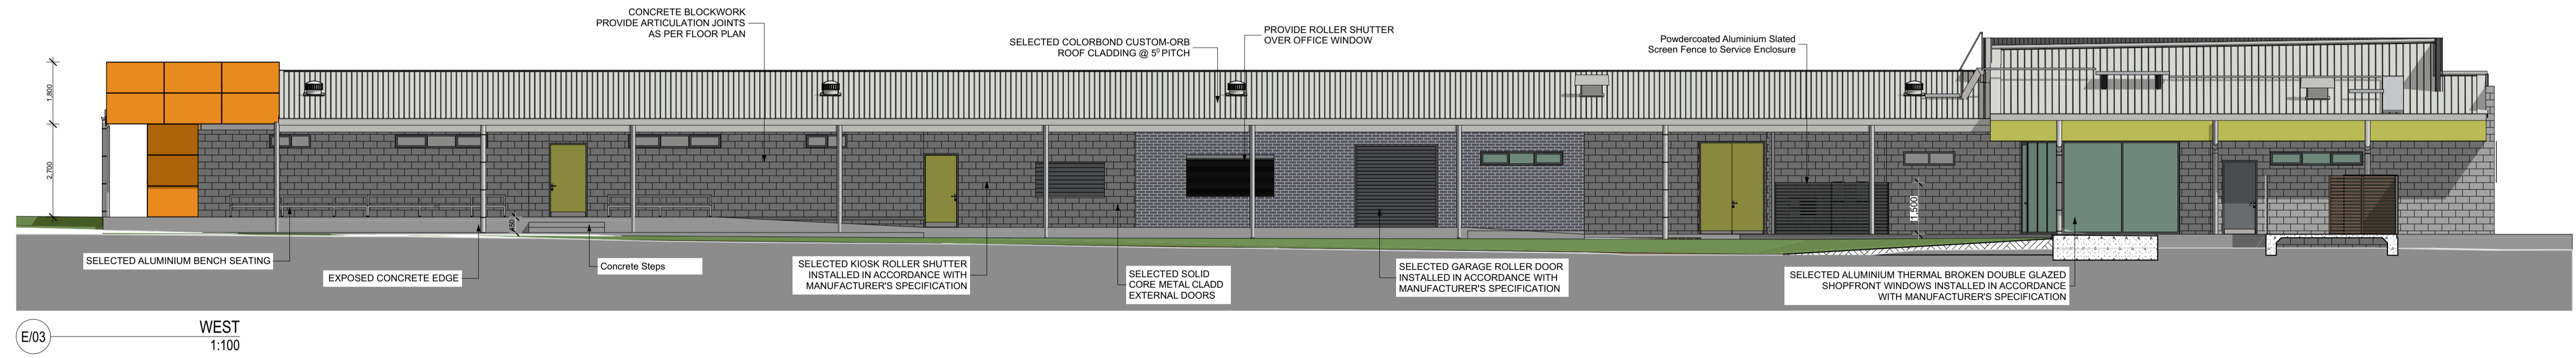 CONCRETE BLOCKWORK
PROVIDE ARTICULATION JOINTS
AS PER FLOOR PLAN
SELECTED COLORBOND CUSTOM-ORB
ROOF CLADDING @ 5⁰ PITCH
PROVIDE ROLLER SHUTTER
OVER OFFICE WINDOW
Powdercoated Aluminium Slated
Screen Fence to Service Enclosure
1,800
2,700
450
1,500
SELECTED ALUMINIUM BENCH SEATING
EXPOSED CONCRETE EDGE
Concrete Steps
SELECTED KIOSK ROLLER SHUTTER
INSTALLED IN ACCORDANCE WITH
MANUFACTURER'S SPECIFICATION
SELECTED SOLID
CORE METAL CLADD
EXTERNAL DOORS
SELECTED GARAGE ROLLER DOOR
INSTALLED IN ACCORDANCE WITH
MANUFACTURER'S SPECIFICATION
SELECTED ALUMINIUM THERMAL BROKEN DOUBLE GLAZED
SHOPFRONT WINDOWS INSTALLED IN ACCORDANCE
WITH MANUFACTURER'S SPECIFICATION
E/03
WEST
1:100